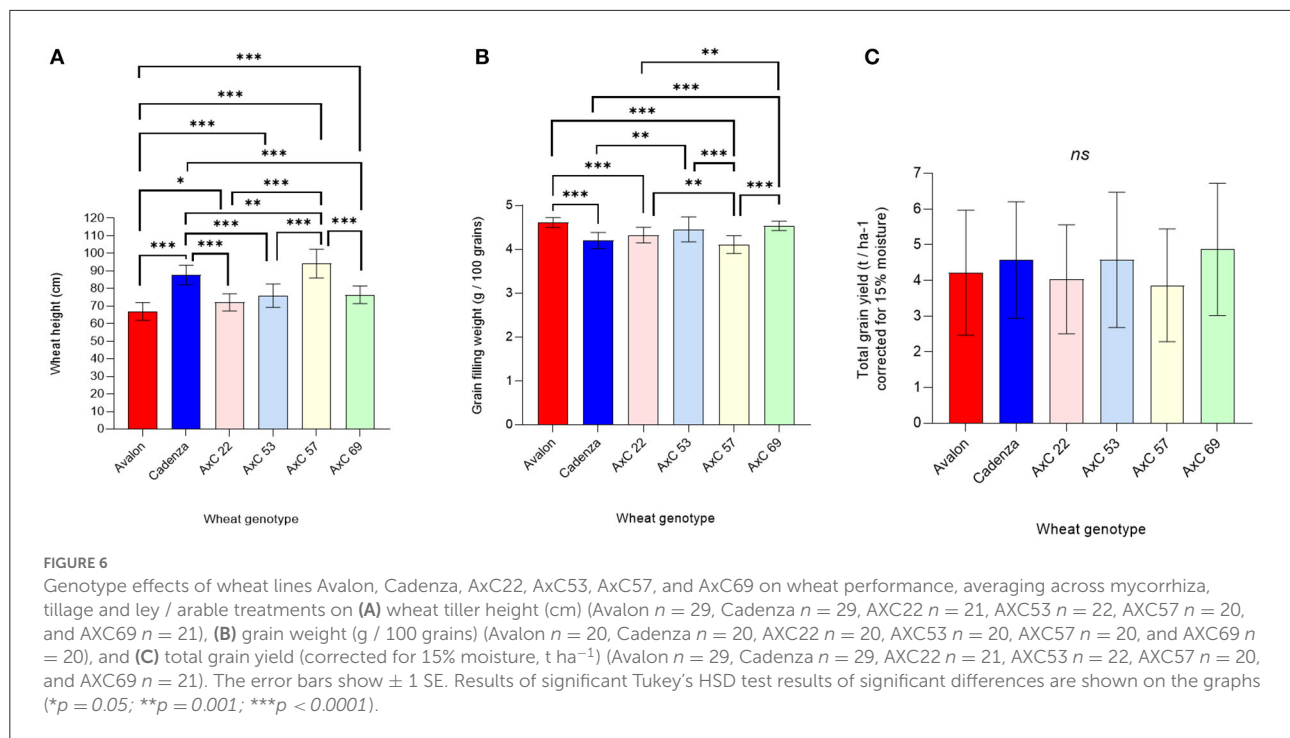 A
***
***
***
***
*
***
**
***
***
***
***
***
Wheat height (cm)
120
110
100
90
80
70
60
50
40
30
20
10
0
Avalon
Cadenza
AxC 22
AxC 53
AxC 57
AxC 69
Wheat genotype
B
**
***
***
**
***
***
**
***
***
Grain filling weight (g / 100 grains)
5
4
3
2
1
0
Avalon
Cadenza
AxC 22
AxC 53
AxC 57
AxC 69
Wheat genotype
C
ns
Total grain yield (t / ha-1
corrected for 15% moisture)
7
6
5
4
3
2
1
0
Avalon
Cadenza
AxC 22
AxC 53
AxC 57
AxC 69
Wheat genotype
FIGURE 6
Genotype effects of wheat lines Avalon, Cadenza, AxC22, AxC53, AxC57, and AxC69 on wheat performance, averaging across mycorrhiza,
tillage and ley / arable treatments on (A) wheat tiller height (cm) (Avalon n = 29, Cadenza n = 29, AXC22 n = 21, AXC53 n = 22, AXC57 n = 20,
and AXC69 n = 21), (B) grain weight (g / 100 grains) (Avalon n = 20, Cadenza n = 20, AXC22 n = 20, AXC53 n = 20, AXC57 n = 20, and AXC69 n
= 20), and (C) total grain yield (corrected for 15% moisture, t ha⁻¹) (Avalon n = 29, Cadenza n = 29, AXC22 n = 21, AXC53 n = 22, AXC57 n = 20,
and AXC69 n = 21). The error bars show ± 1 SE. Results of significant Tukey's HSD test results of significant differences are shown on the graphs
(*p = 0.05; **p = 0.001; ***p < 0.0001).